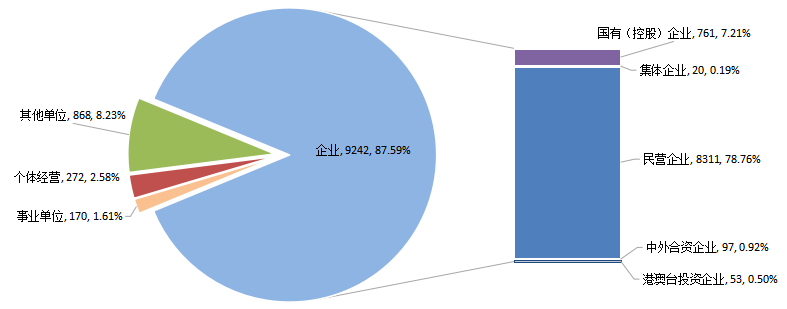 国有（控股）企业, 761, 7.21%
集体企业, 20, 0.19%
其他单位, 868, 8.23%
企业, 9242, 87.59%
民营企业, 8311, 78.76%
个体经营, 272, 2.58%
事业单位, 170, 1.61%
中外合资企业, 97, 0.92%
港澳台投资企业, 53, 0.50%